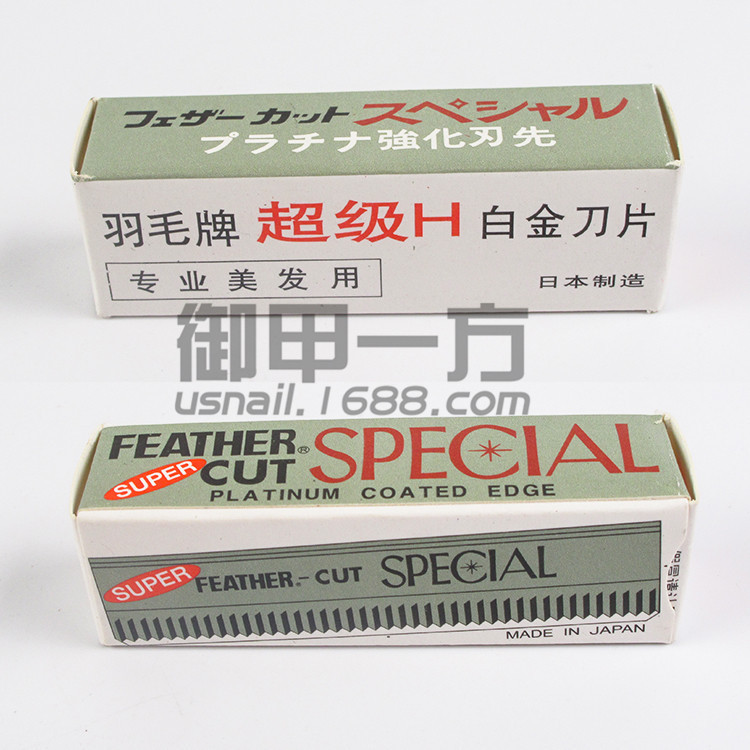 フェザーカット スペシャル
プラチナ強化刃先
羽毛牌 超级H 白金刀片
专业美发用
日本制造
御甲一方
usnail.1688.com
FEATHER® SPECIAL
SUPER CUT
PLATINUM COATED EDGE
SUPER FEATHER®-CUT SPECIAL
MADE IN JAPAN